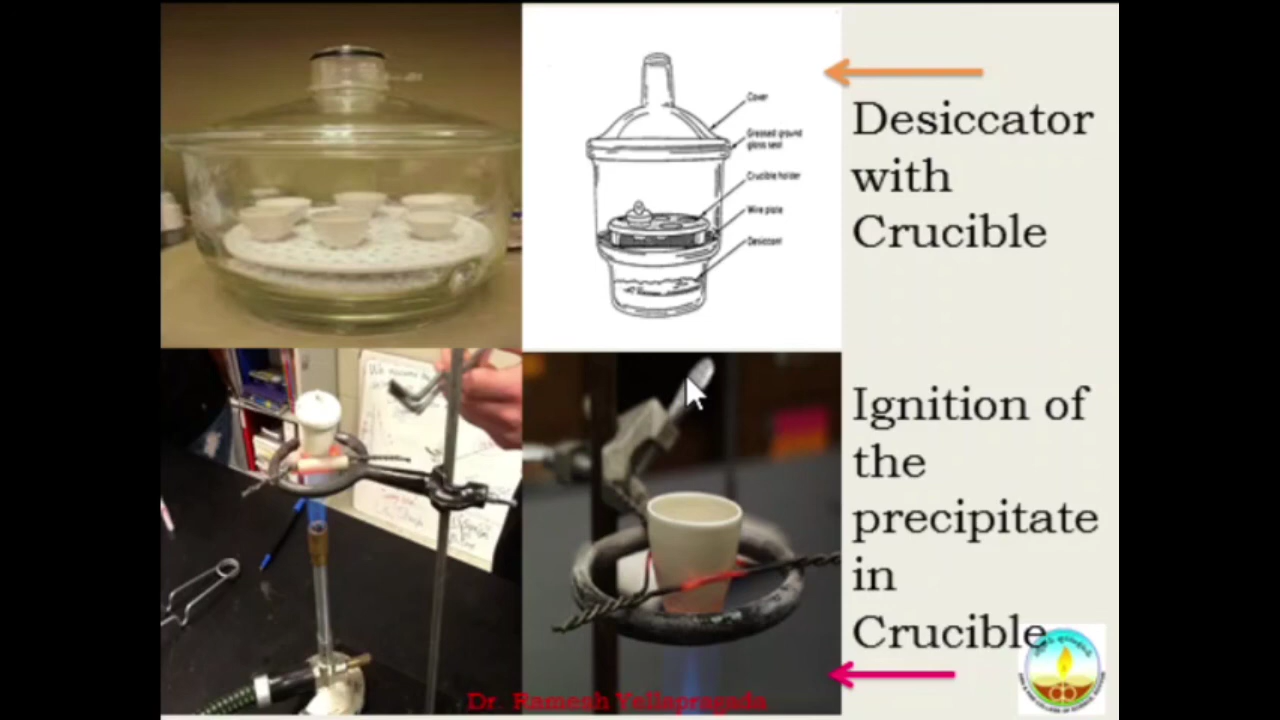 Desiccator
with
Crucible
Cover
Greased ground
glass seal
Crucible holder
Wire plate
Desiccant
Ignition of
the
precipitate
in
Crucible
Dr. Ramesh Yellapragada